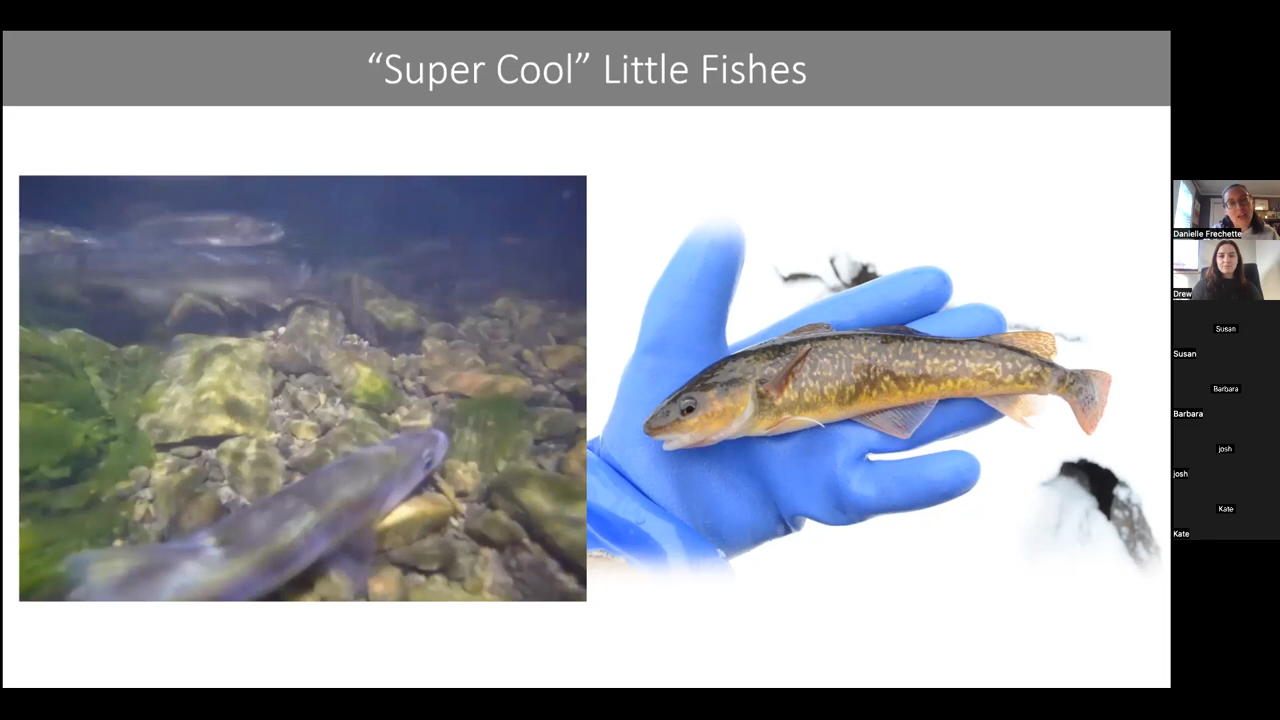 “Super Cool” Little Fishes
Danielle Frechette
Drew
Susan
Susan
Barbara
Barbara
josh
josh
Kate
Kate